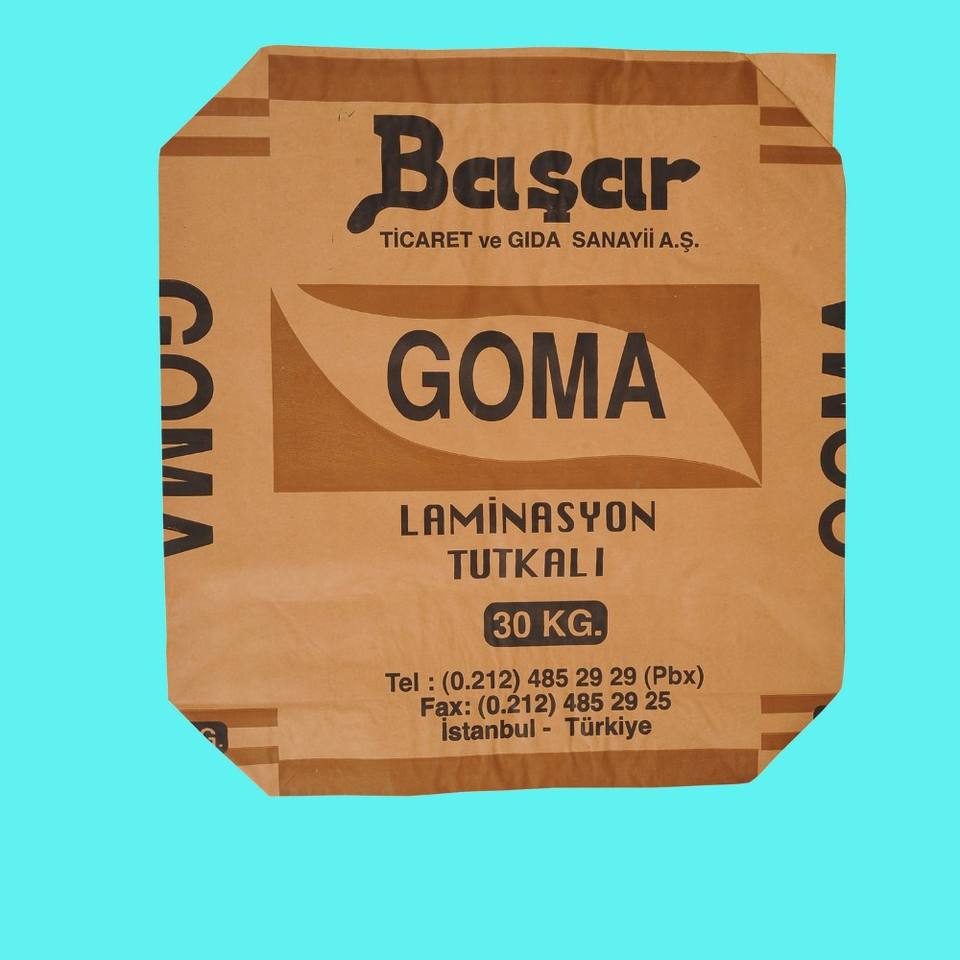 Başar
TİCARET ve GIDA SANAYİİ A.Ş.
GOMA
GOMA
GOMA
LAMİNASYON
TUTKALI
30 KG.
Tel : (0.212) 485 29 29 (Pbx)
Fax: (0.212) 485 29 25
İstanbul - Türkiye
G.